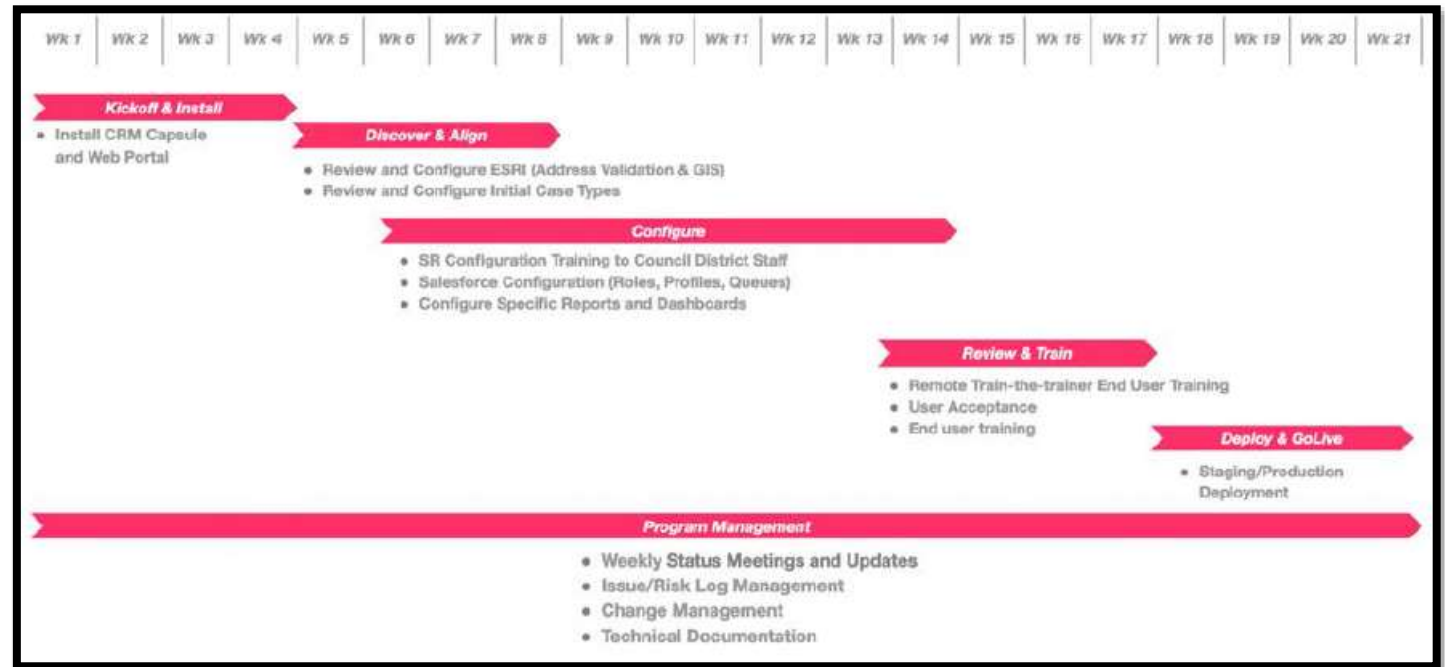 Wk 1 Wk 2 Wk 3 Wk 4 Wk 5 Wk 6 Wk 7 Wk 8 Wk 9 Wk 10 Wk 11 Wk 12 Wk 13 Wk 14 Wk 15 Wk 16 Wk 17 Wk 18 Wk 19 Wk 20 Wk 21
Kickoff & Install
• Install CRM Capsule
and Web Portal
Discover & Align
• Review and Configure ESRI (Address Validation & GIS)
• Review and Configure Initial Case Types
Configure
• SR Configuration Training to Council District Staff
• Salesforce Configuration (Roles, Profiles, Queues)
• Configure Specific Reports and Dashboards
Review & Train
• Remote Train-the-trainer End User Training
• User Acceptance
• End user training
Deploy & GoLive
• Staging/Production
Deployment
Program Management
• Weekly Status Meetings and Updates
• Issue/Risk Log Management
• Change Management
• Technical Documentation